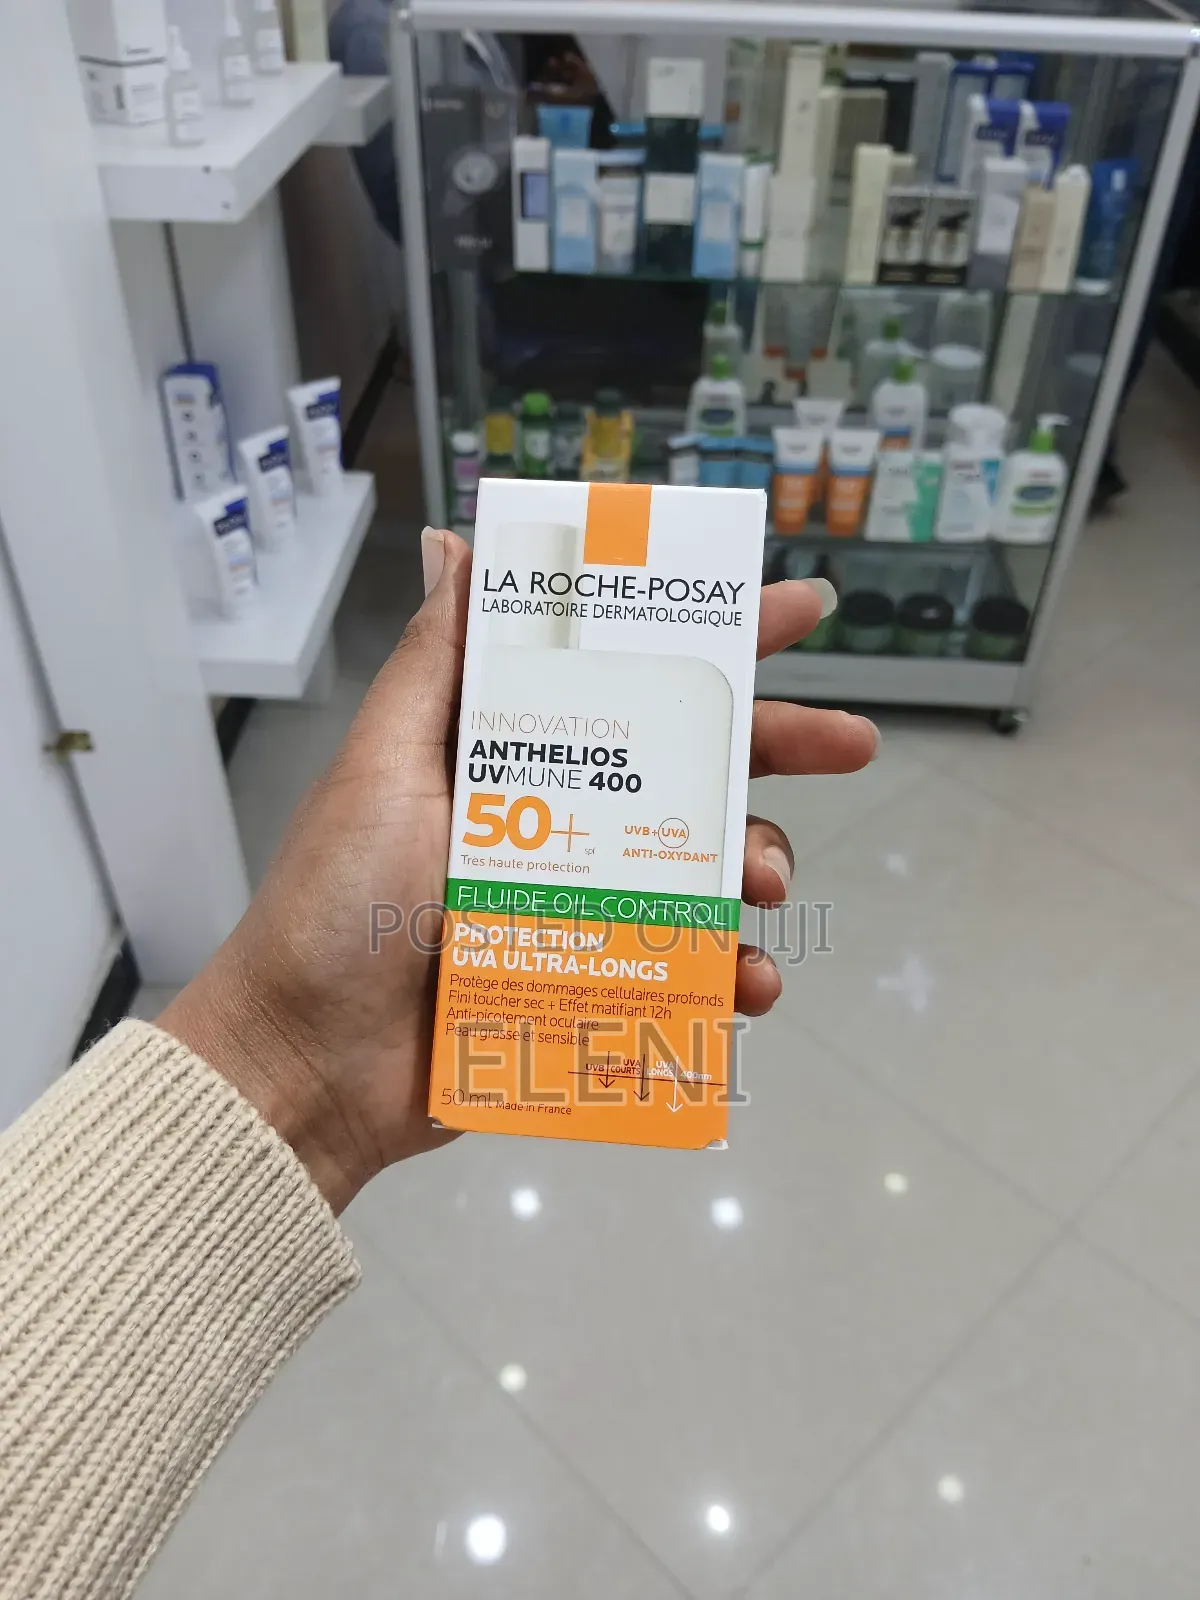 LA ROCHE-POSAY
LABORATOIRE DERMATOLOGIQUE
INNOVATION
ANTHELIOS
UVMUNE 400
50+
spf
Très haute protection
UVB+UVA
ANTI-OXYDANT
FLUIDE OIL CONTROL
POSTED ON JIJI
PROTECTION
UVA ULTRA-LONGS
Protège des dommages cellulaires profonds
Fini toucher sec + Effet matifiant 12h
Anti-picotement oculaire
Peau grasse et sensible
ELENI
UVB
UVA COURTS
UVA LONGS
400nm
50 ml Made in France